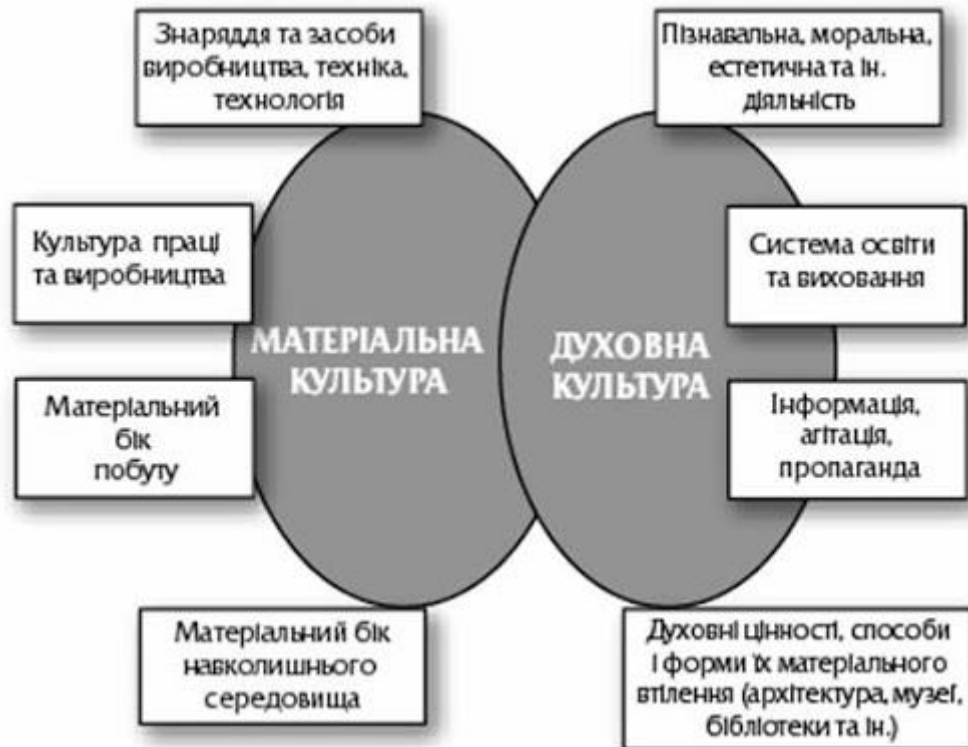 Знаряддя та засоби
виробництва, техніка,
технологія
Пізнавальна, моральна,
естетична та ін.
діяльність
Культура праці
та виробництва
Система освіти
та виховання
МАТЕРІАЛЬНА
КУЛЬТУРА
ДУХОВНА
КУЛЬТУРА
Матеріальний
бік
побуту
Інформація,
агітація,
пропаганда
Матеріальний бік
навколишнього
середовища
Духовні цінності, способи
і форми їх матеріального
втілення (архітектура, музеї,
бібліотеки та ін.)